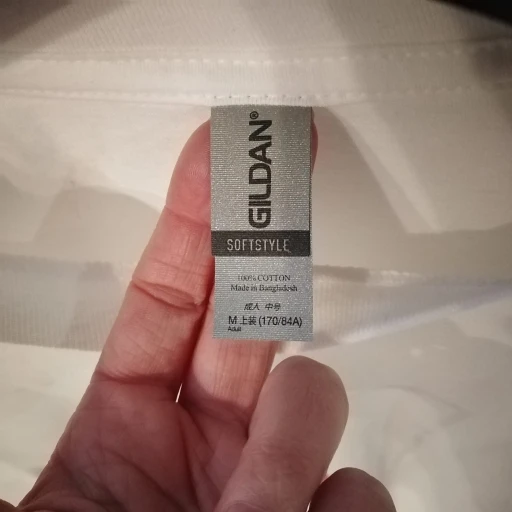 GILDAN®
SOFTSTYLE
100% COTTON
Made in Bangladesh
成人 中号
M 上装 (170/84A)
Adult